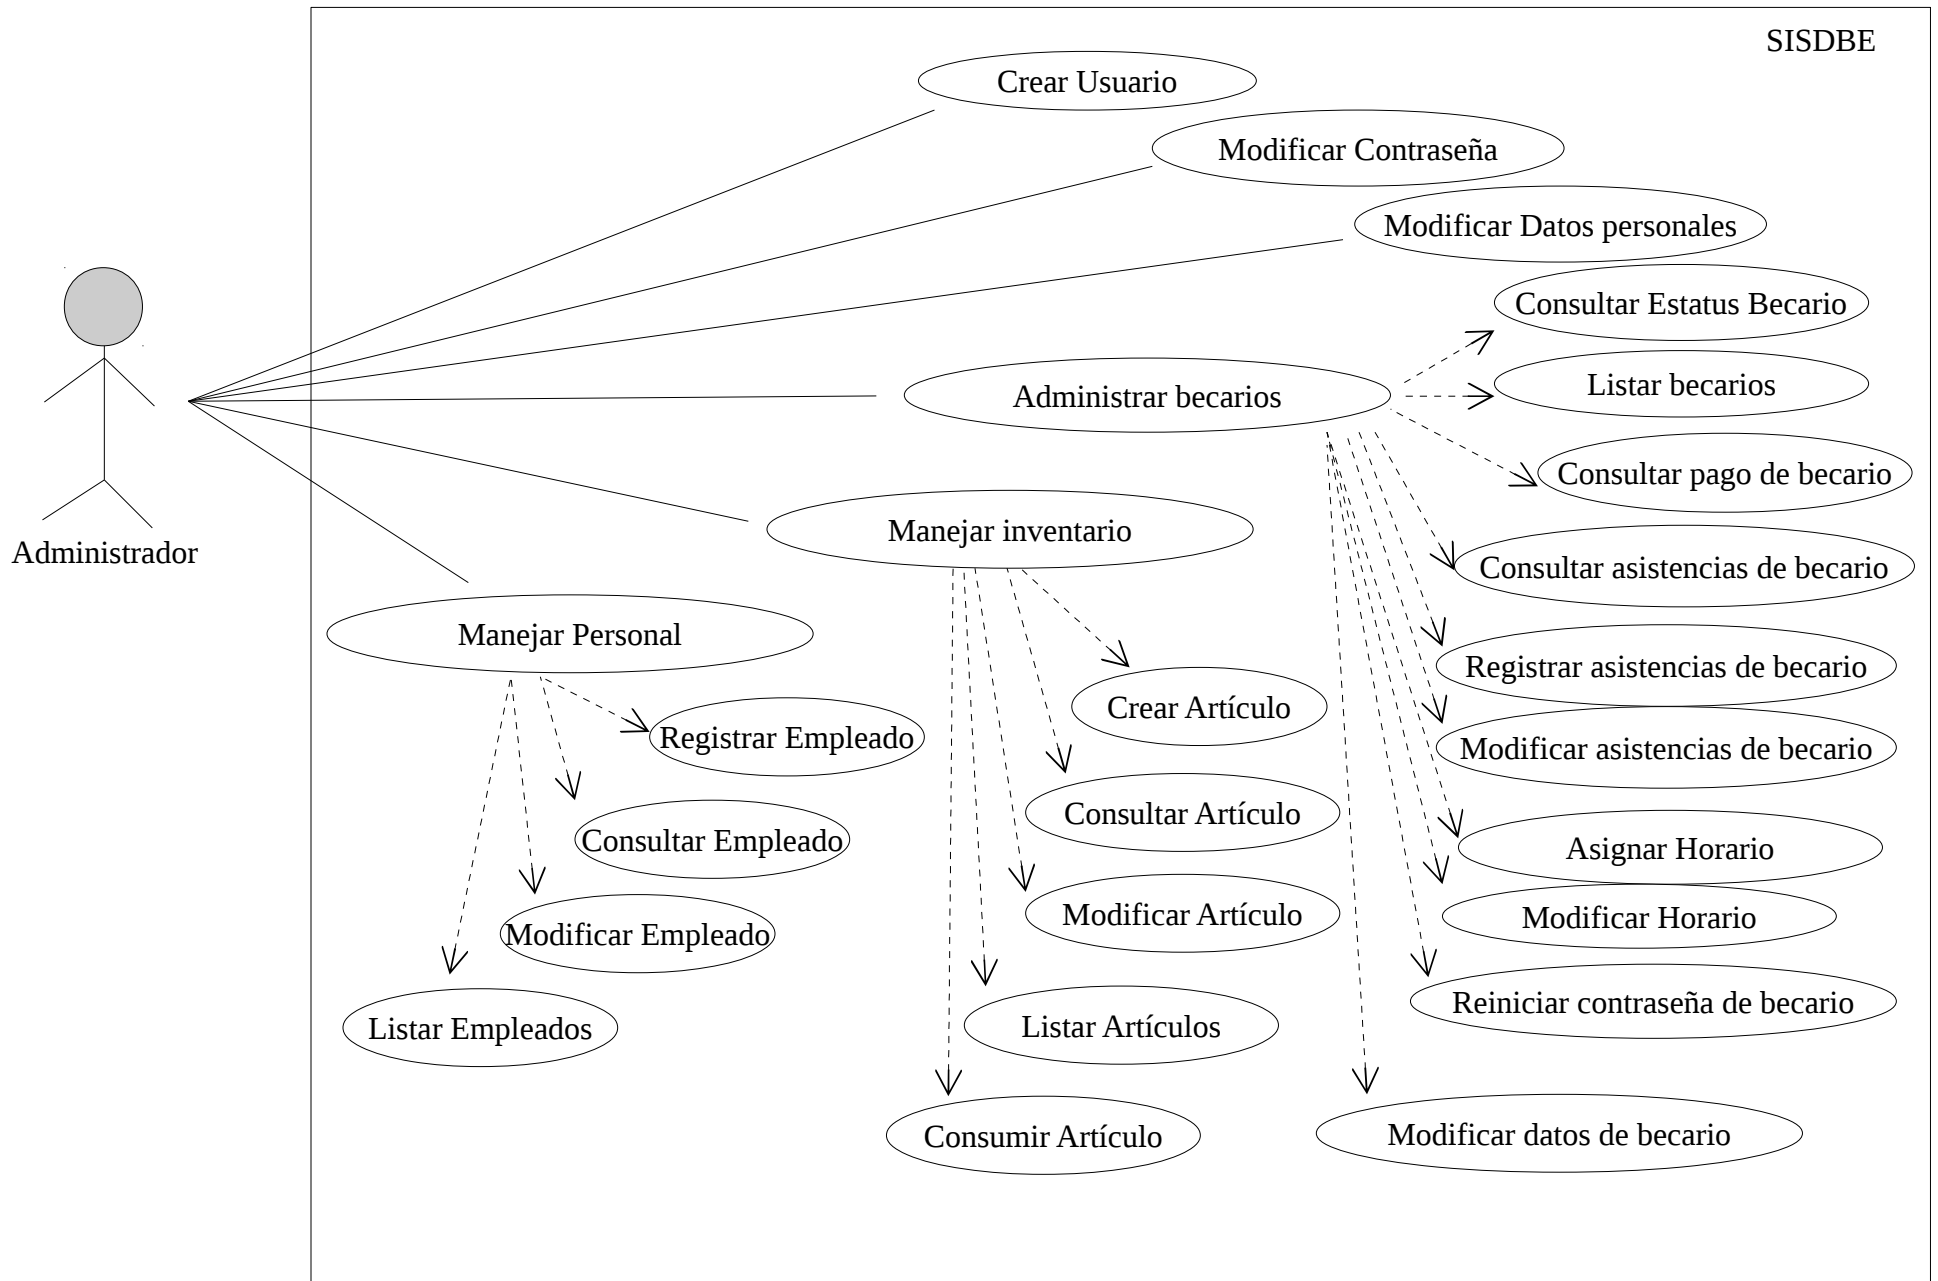 SISDBE
Crear Usuario
Modificar Contraseña
Modificar Datos personales
Consultar Estatus Becario
Listar becarios
Administrar becarios
Consultar pago de becario
Manejar inventario
Administrador
Consultar asistencias de becario
Manejar Personal
Registrar asistencias de becario
Crear Artículo
Registrar Empleado
Modificar asistencias de becario
Consultar Artículo
Consultar Empleado
Asignar Horario
Modificar Artículo
Modificar Horario
Modificar Empleado
Reiniciar contraseña de becario
Listar Artículos
Listar Empleados
Modificar datos de becario
Consumir Artículo